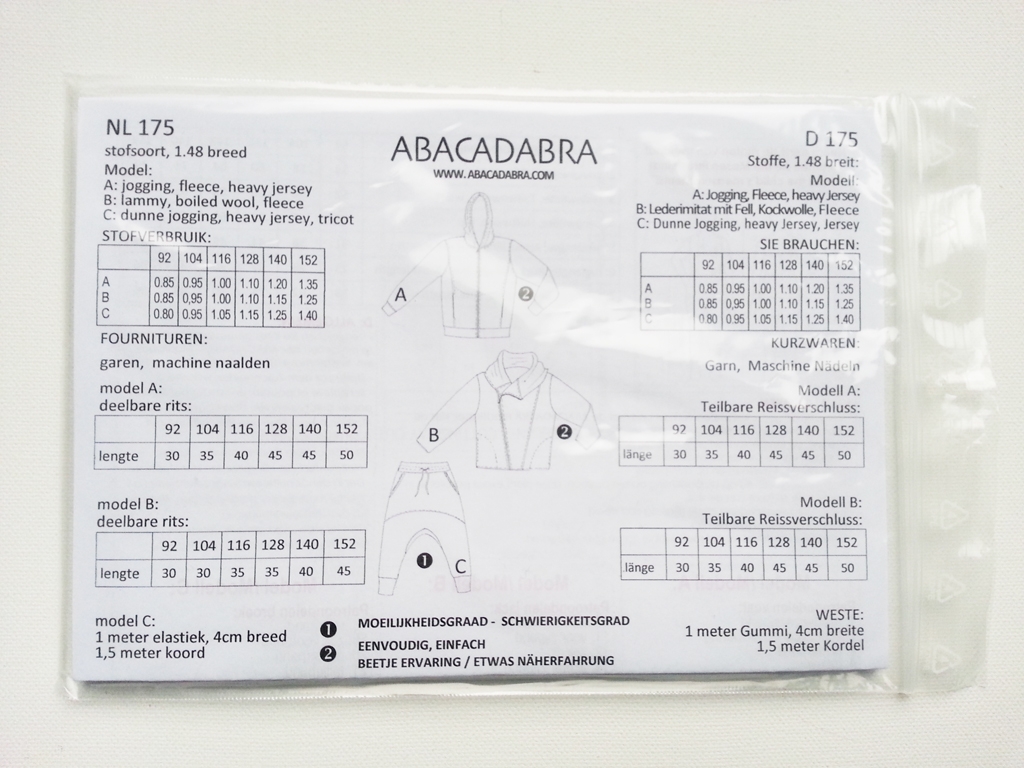 NL 175
stofsoort, 1.48 breed
Model:
A: jogging, fleece, heavy jersey
B: lammy, boiled wool, fleece
C: dunne jogging, heavy jersey, tricot
STOFVERBRUIK:
92 104 116 128 140 152
A 0.85 0.95 1.00 1.10 1.20 1.35
B 0.85 0.95 1.00 1.10 1.15 1.25
C 0.80 0.95 1.05 1.15 1.25 1.40
FOURNITUREN:
garen, machine naalden
model A:
deelbare rits:
92 104 116 128 140 152
lengte 30 35 40 45 45 50
model B:
deelbare rits:
92 104 116 128 140 152
lengte 30 30 35 35 40 45
model C:
1 meter elastiek, 4cm breed
1,5 meter koord
ABACADABRA
WWW.ABACADABRA.COM
A 2
B 2
1 C
MOEILIJKHEIDSGRAAD - SCHWIERIGKEITSGRAD
1 EENVOUDIG, EINFACH
2 BEETJE ERVARING / ETWAS NÄHERFAHRUNG
D 175
Stoffe, 1.48 breit:
Modell:
A: Jogging, Fleece, heavy Jersey
B: Lederimitat mit Fell, Kockwolle, Fleece
C: Dunne Jogging, heavy Jersey, Jersey
SIE BRAUCHEN:
92 104 116 128 140 152
A 0.85 0.95 1.00 1.10 1.20 1.35
B 0.85 0.95 1.00 1.10 1.15 1.25
C 0.80 0.95 1.05 1.15 1.25 1.40
KURZWAREN:
Garn, Maschine Nädeln
Modell A:
Teilbare Reissverschluss:
92 104 116 128 140 152
länge 30 35 40 45 45 50
Modell B:
Teilbare Reissverschluss:
92 104 116 128 140 152
länge 30 30 35 35 40 45
WESTE:
1 meter Gummi, 4cm breite
1,5 meter Kordel